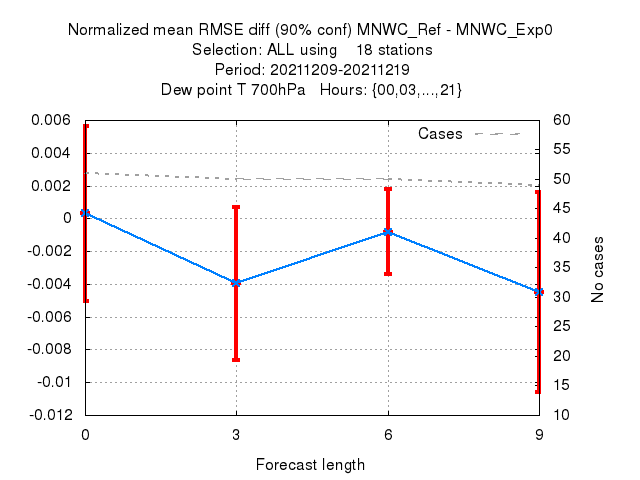 Normalized mean RMSE diff (90% conf) MNWC_Ref - MNWC_Exp0
Selection: ALL using    18 stations
Period: 20211209-20211219
Dew point T 700hPa   Hours: {00,03,...,21}
Cases
0.006
0.004
0.002
0
-0.002
-0.004
-0.006
-0.008
-0.01
-0.012
60
55
50
45
40
35
30
25
20
15
10
No cases
0 3 6 9
Forecast length